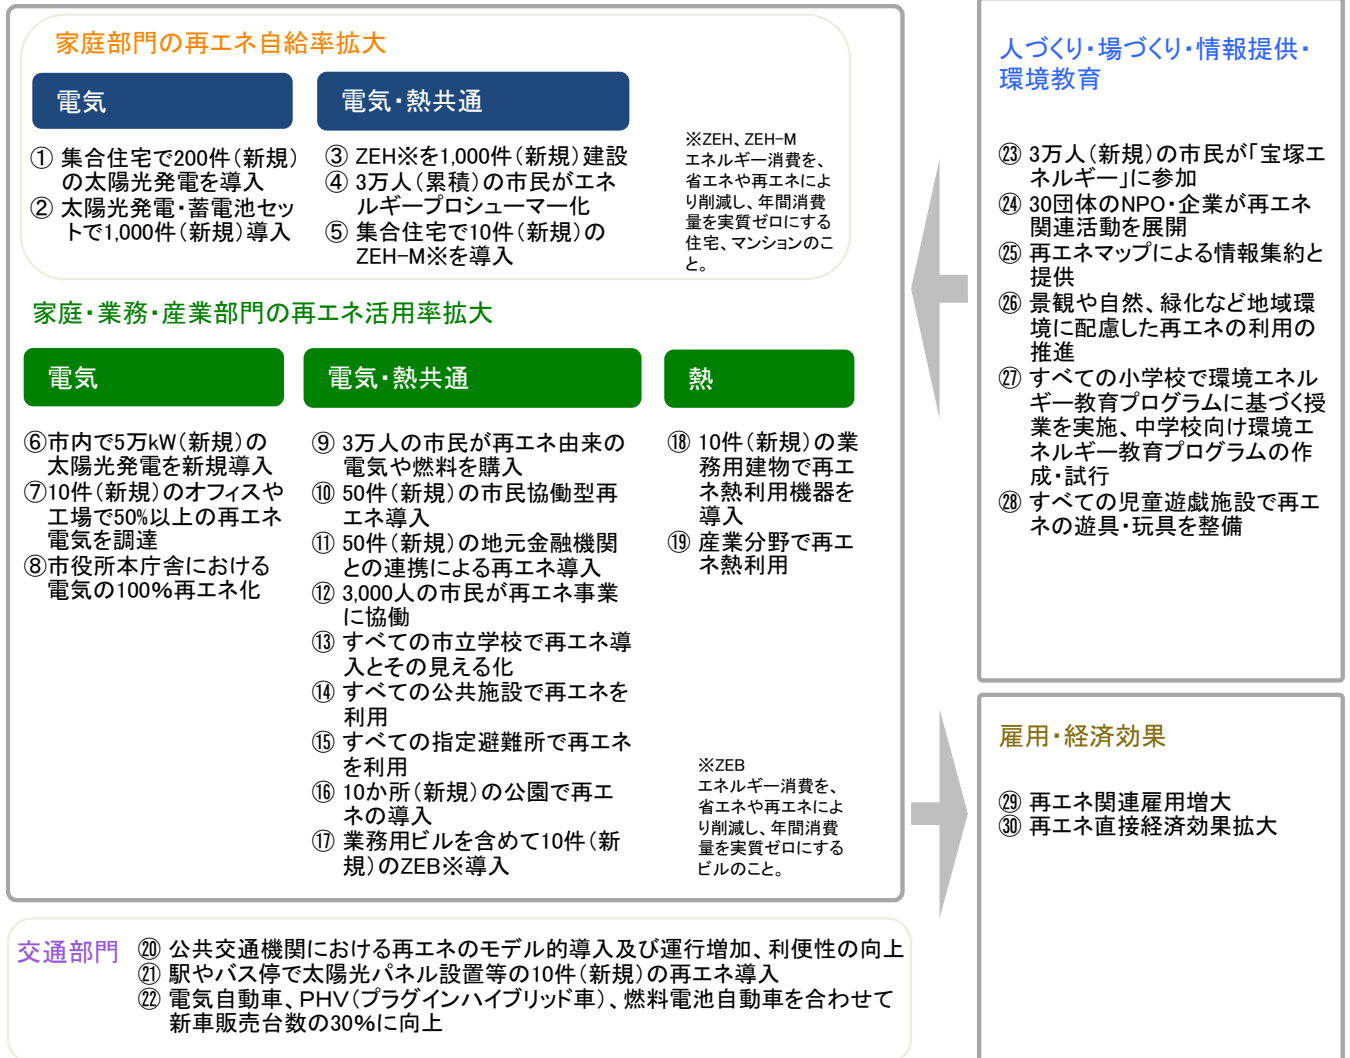 家庭部門の再エネ自給率拡大
電気
① 集合住宅で200件（新規）
の太陽光発電を導入
② 太陽光発電・蓄電池セッ
トで1,000件（新規）導入
電気・熱共通
③ ZEH※を1,000件（新規）建設
④ 3万人（累積）の市民がエネ
ルギープロシューマー化
⑤ 集合住宅で10件（新規）の
ZEH-M※を導入
※ZEH、ZEH-M
エネルギー消費を、
省エネや再エネによ
り削減し、年間消費
量を実質ゼロにする
住宅、マンションのこ
と。
家庭・業務・産業部門の再エネ活用率拡大
電気
⑥市内で5万kW（新規）の
太陽光発電を新規導入
⑦10件（新規）のオフィスや
工場で50％以上の再エネ
電気を調達
⑧市役所本庁舎における
電気の100％再エネ化
電気・熱共通
⑨ 3万人の市民が再エネ由来の
電気や燃料を購入
⑩ 50件（新規）の市民協働型再
エネ導入
⑪ 50件（新規）の地元金融機関
との連携による再エネ導入
⑫ 3,000人の市民が再エネ事業
に協働
⑬ すべての市立学校で再エネ導
入とその見える化
⑭ すべての公共施設で再エネを
利用
⑮ すべての指定避難所で再エネ
を利用
⑯ 10か所（新規）の公園で再エ
ネの導入
⑰ 業務用ビルを含めて10件（新
規）のZEB※導入
熱
⑱ 10件（新規）の業
務用建物で再エ
ネ熱利用機器を
導入
⑲ 産業分野で再エ
ネ熱利用
※ZEB
エネルギー消費を、
省エネや再エネによ
り削減し、年間消費
量を実質ゼロにする
ビルのこと。
交通部門
⑳ 公共交通機関における再エネのモデル的導入及び運行増加、利便性の向上
㉑ 駅やバス停で太陽光パネル設置等の10件（新規）の再エネ導入
㉒ 電気自動車、PHV（プラグインハイブリッド車）、燃料電池自動車を合わせて
新車販売台数の30％に向上
人づくり・場づくり・情報提供・
環境教育
㉓ 3万人（新規）の市民が「宝塚エ
ネルギー」に参加
㉔ 30団体のNPO・企業が再エネ
関連活動を展開
㉕ 再エネマップによる情報集約と
提供
㉖ 景観や自然、緑化など地域環
境に配慮した再エネの利用の
推進
㉗ すべての小学校で環境エネル
ギー教育プログラムに基づく授
業を実施、中学校向け環境エ
ネルギー教育プログラムの作
成・試行
㉘ すべての児童遊戯施設で再エ
ネの遊具・玩具を整備
雇用・経済効果
㉙ 再エネ関連雇用増大
㉚ 再エネ直接経済効果拡大